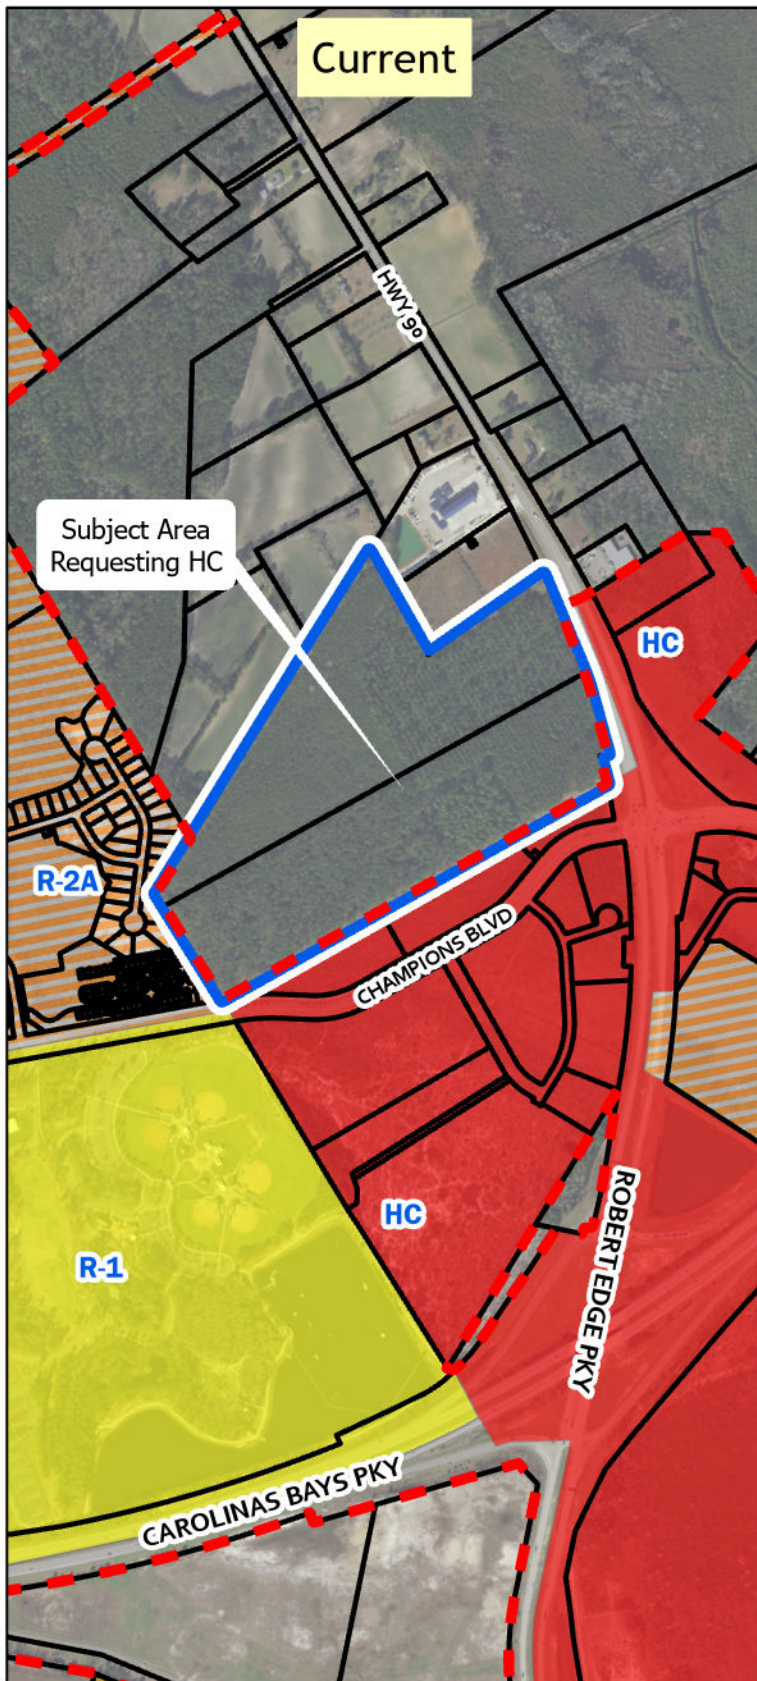 Current
HWY 90
Subject Area
Requesting HC
HC
R-2A
CHAMPIONS BLVD
HC
ROBERT EDGE PKY
R-1
CAROLINAS BAYS PKY